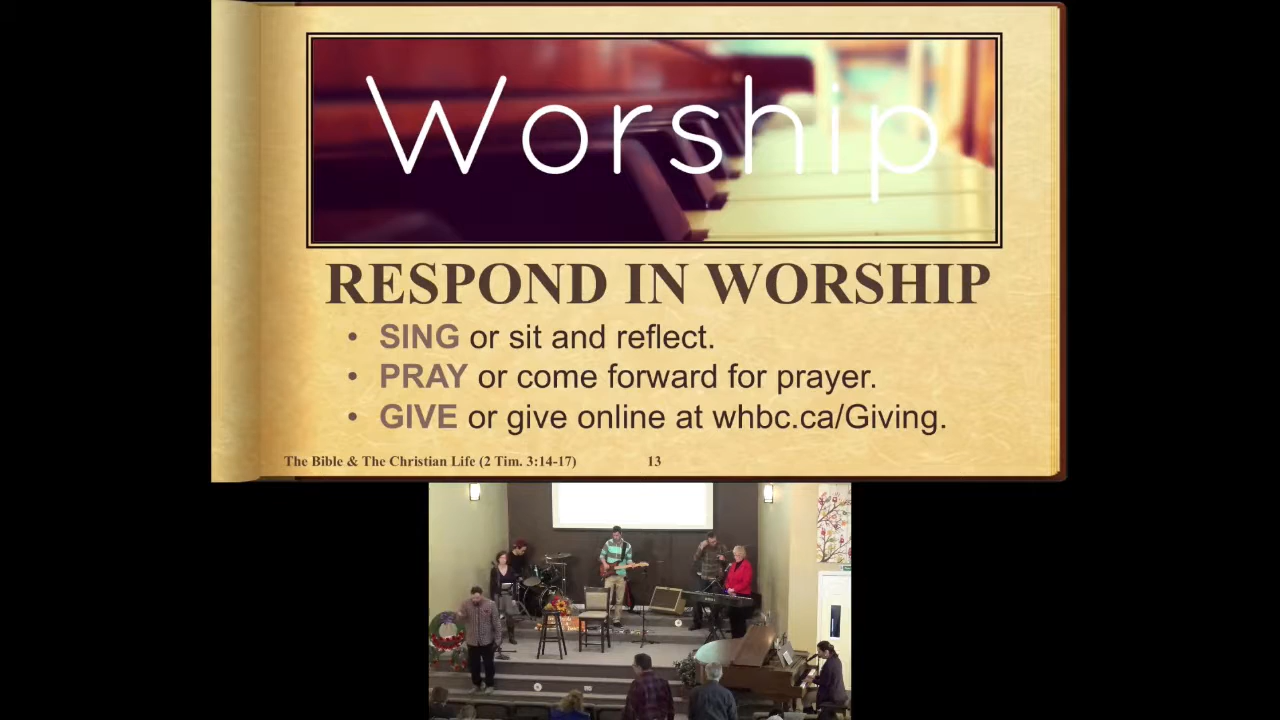 Worship
RESPOND IN WORSHIP
• SING or sit and reflect.
• PRAY or come forward for prayer.
• GIVE or give online at whbc.ca/Giving.
The Bible & The Christian Life (2 Tim. 3:14-17) 13